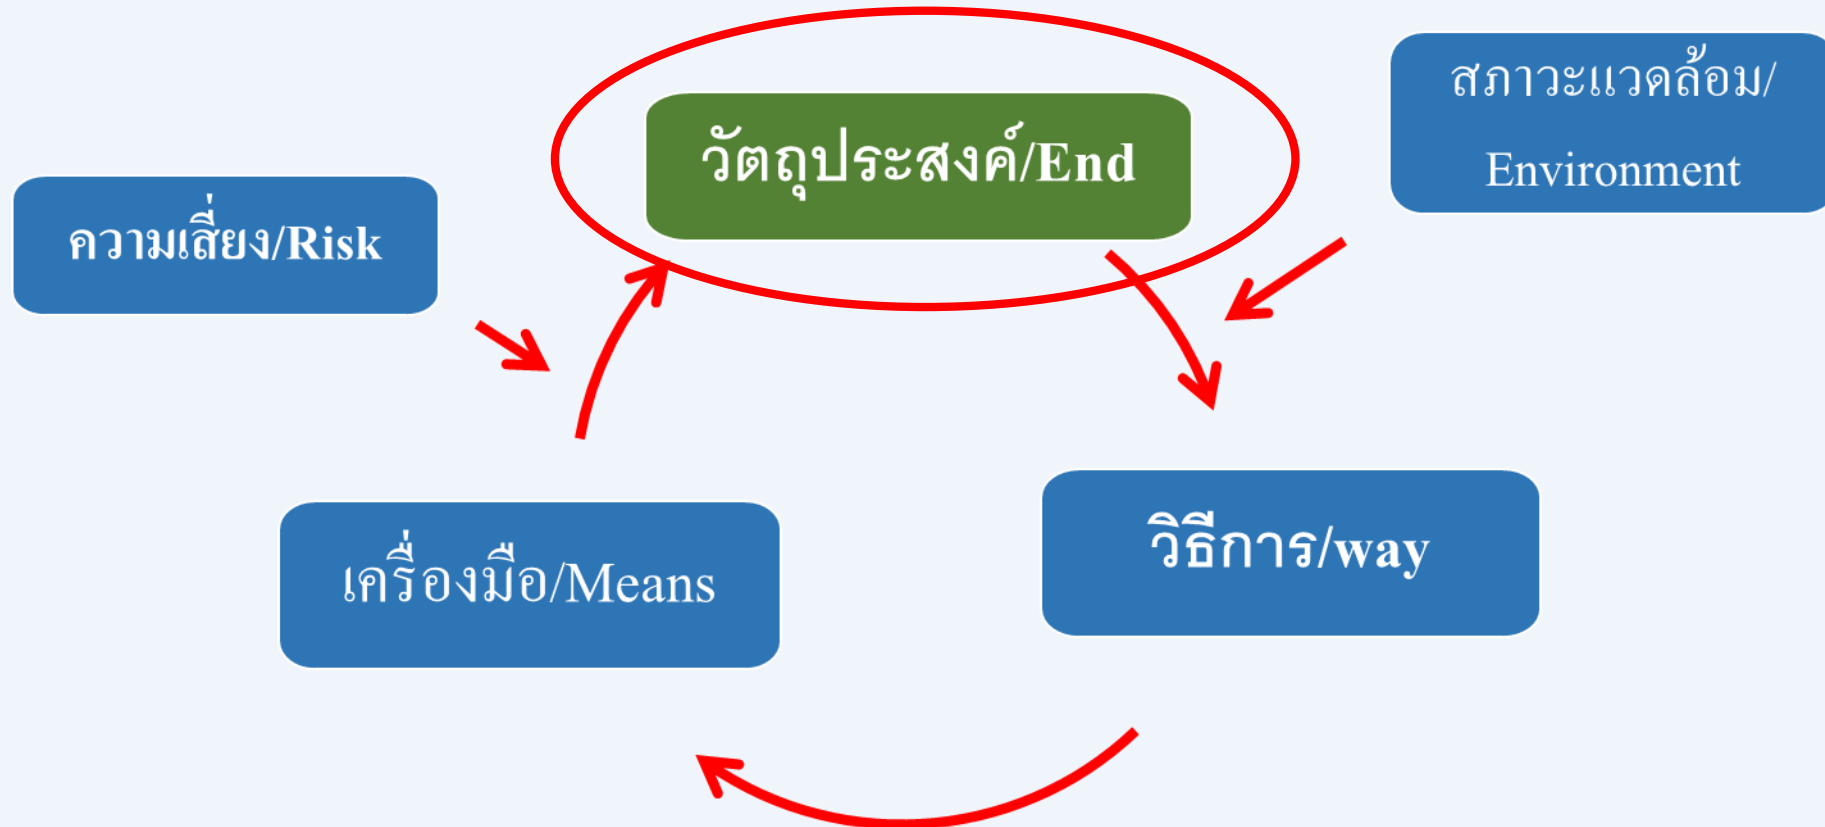 วัตถุประสงค์/End
สภาวะแวดล้อม/
Environment
ความเสี่ยง/Risk
เครื่องมือ/Means
วิธีการ/way